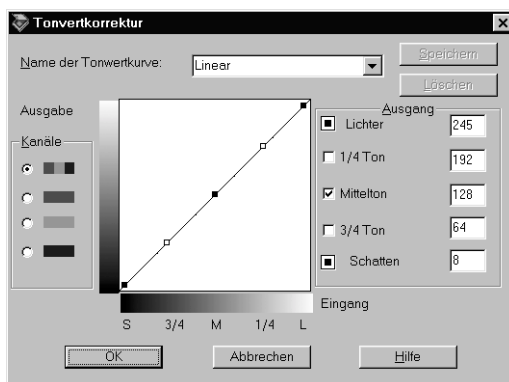 Tonvertkorrektur
Name der Tonwertkurve: Linear
Speichern
Löschen
Ausgabe
Kanäle
Ausgang
Lichter 245
1/4 Ton 192
Mittelton 128
3/4 Ton 64
Schatten 8
Eingang
S 3/4 M 1/4 L
OK Abbrechen Hilfe